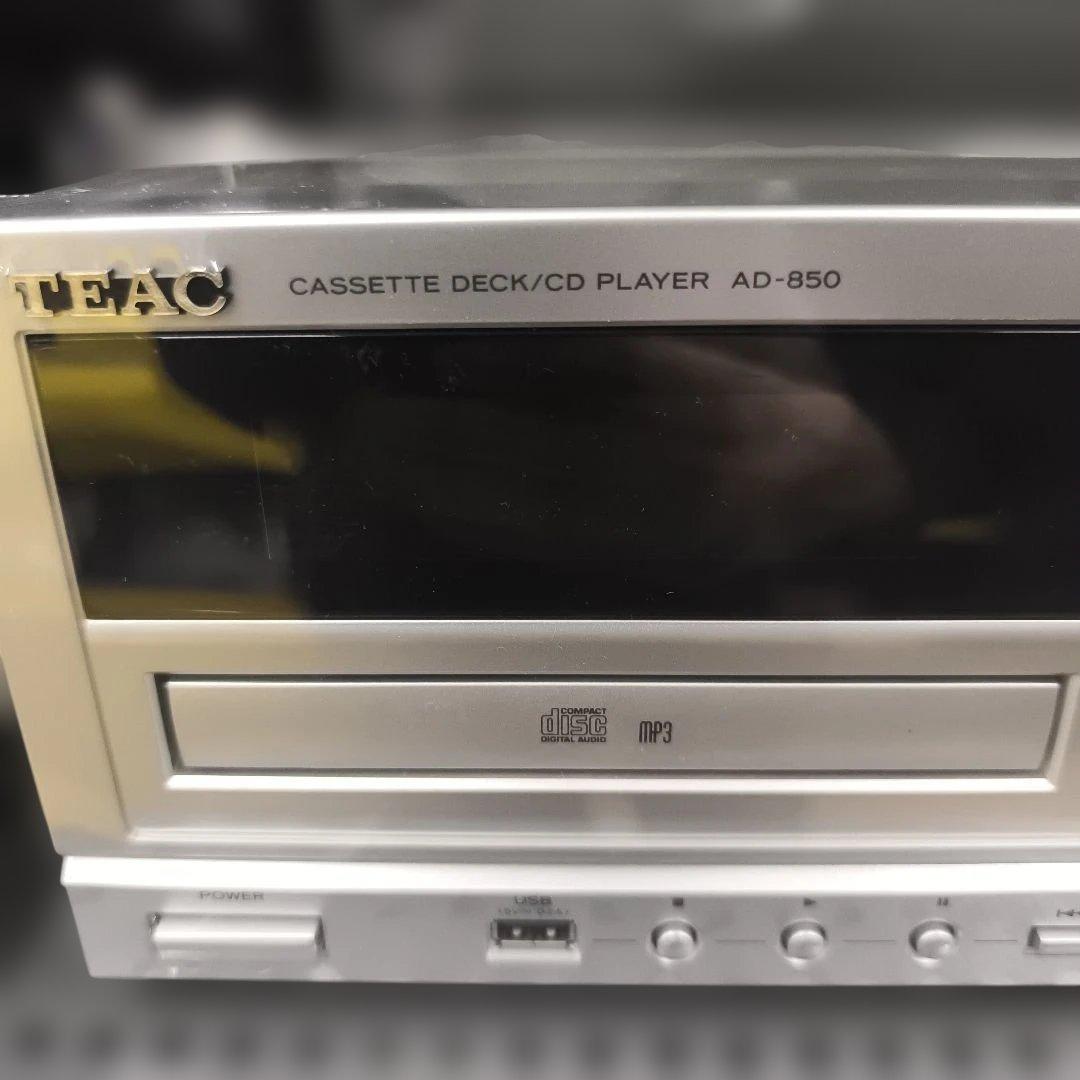 TEAC
CASSETTE DECK/CD PLAYER AD-850
COMPACT
disc
DIGITAL AUDIO
MP3
POWER
USB